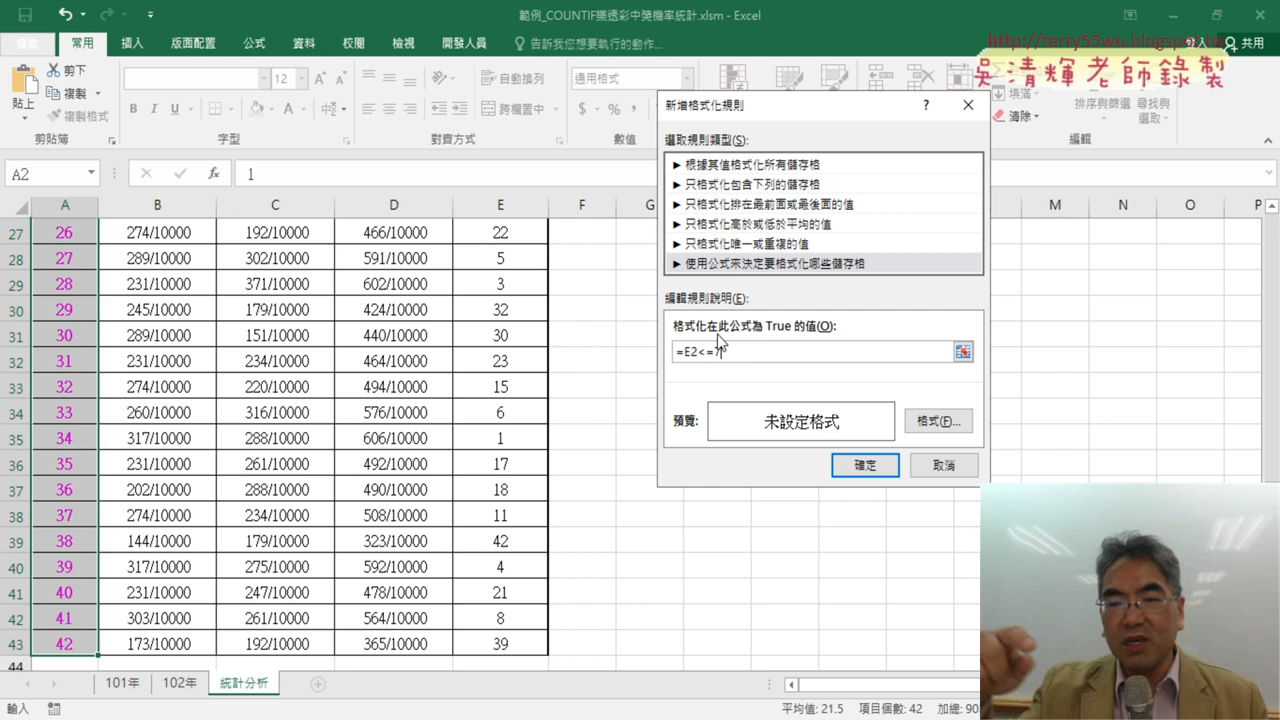 範例_COUNTIF樂透彩中獎機率統計.xlsm - Excel
http://terry55wu.blogspot.tw
吳清輝老師錄製
檔案 常用 插入 版面配置 公式 資料 校閱 檢視 開發人員 告訴我您想要執行的動作... 登入 共用
貼上 剪下 複製 複製格式 剪貼簿
12 B I U A 字型
自動換列 跨欄置中 對齊方式
通用格式 $ % 數值
填滿 清除 排序與篩選 尋找與選取 編輯
A2 fx 1
A B C D E F G M N O P
27 26 274/10000 192/10000 466/10000 22
28 27 289/10000 302/10000 591/10000 5
29 28 231/10000 371/10000 602/10000 3
30 29 245/10000 179/10000 424/10000 32
31 30 289/10000 151/10000 440/10000 30
32 31 231/10000 234/10000 464/10000 23
33 32 274/10000 220/10000 494/10000 15
34 33 260/10000 316/10000 576/10000 6
35 34 317/10000 288/10000 606/10000 1
36 35 231/10000 261/10000 492/10000 17
37 36 202/10000 288/10000 490/10000 18
38 37 274/10000 234/10000 508/10000 11
39 38 144/10000 179/10000 323/10000 42
40 39 317/10000 275/10000 592/10000 4
41 40 231/10000 247/10000 478/10000 21
42 41 303/10000 261/10000 564/10000 8
43 42 173/10000 192/10000 365/10000 39
44
新增格式化規則 ?
選取規則類型(S):
► 根據其值格式化所有儲存格
► 只格式化包含下列的儲存格
► 只格式化排在最前面或最後面的值
► 只格式化高於或低於平均的值
► 只格式化唯一或重複的值
► 使用公式來決定要格式化哪些儲存格
編輯規則說明(E):
格式化在此公式為 True 的值(O):
=E2<=7
預覽: 未設定格式 格式(F)...
確定 取消
101年 102年 統計分析
輸入 平均值: 21.5 項目個數: 42 加總: 90